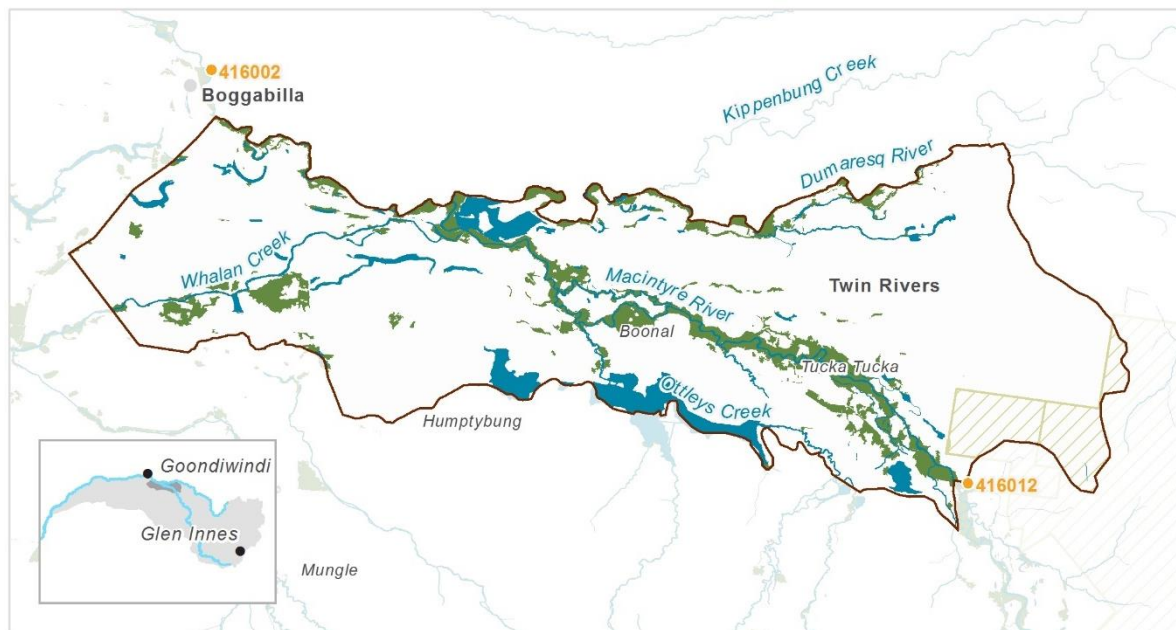 416002
Boggabilla
Kippenbung Creek
Dumaresq River
Whalan Creek
Macintyre River
Twin Rivers
Boonal
Tucka Tucka
Ottleys Creek
Humptybung
416012
Goondiwindi
Glen Innes
Mungle